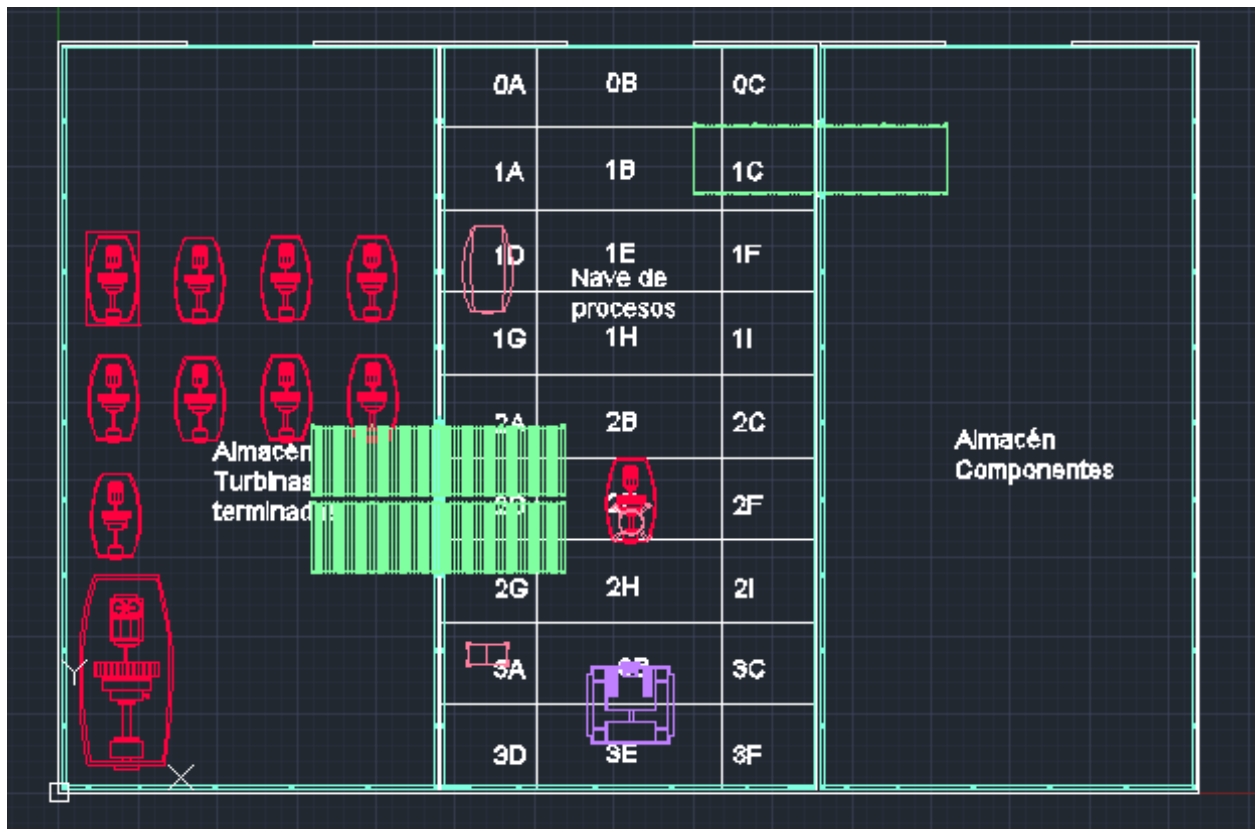 0A 0B 0C
1A 1B 1C
1D 1E 1F
Nave de
procesos
1G 1H 1I
2A 2B 2C
Almacén
Turbinas
Almacén
Componentes
2F
2G 2H 2I
3A 3C
3D 3E 3F
Y
X